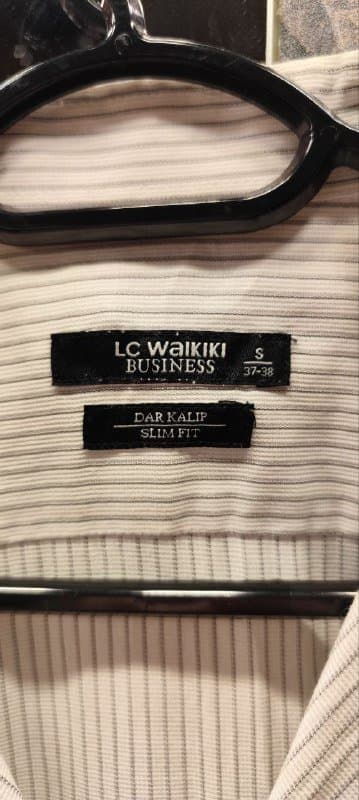 LC WAIKIKI
BUSINESS
S
37-38
DAR KALIP
SLIM FIT